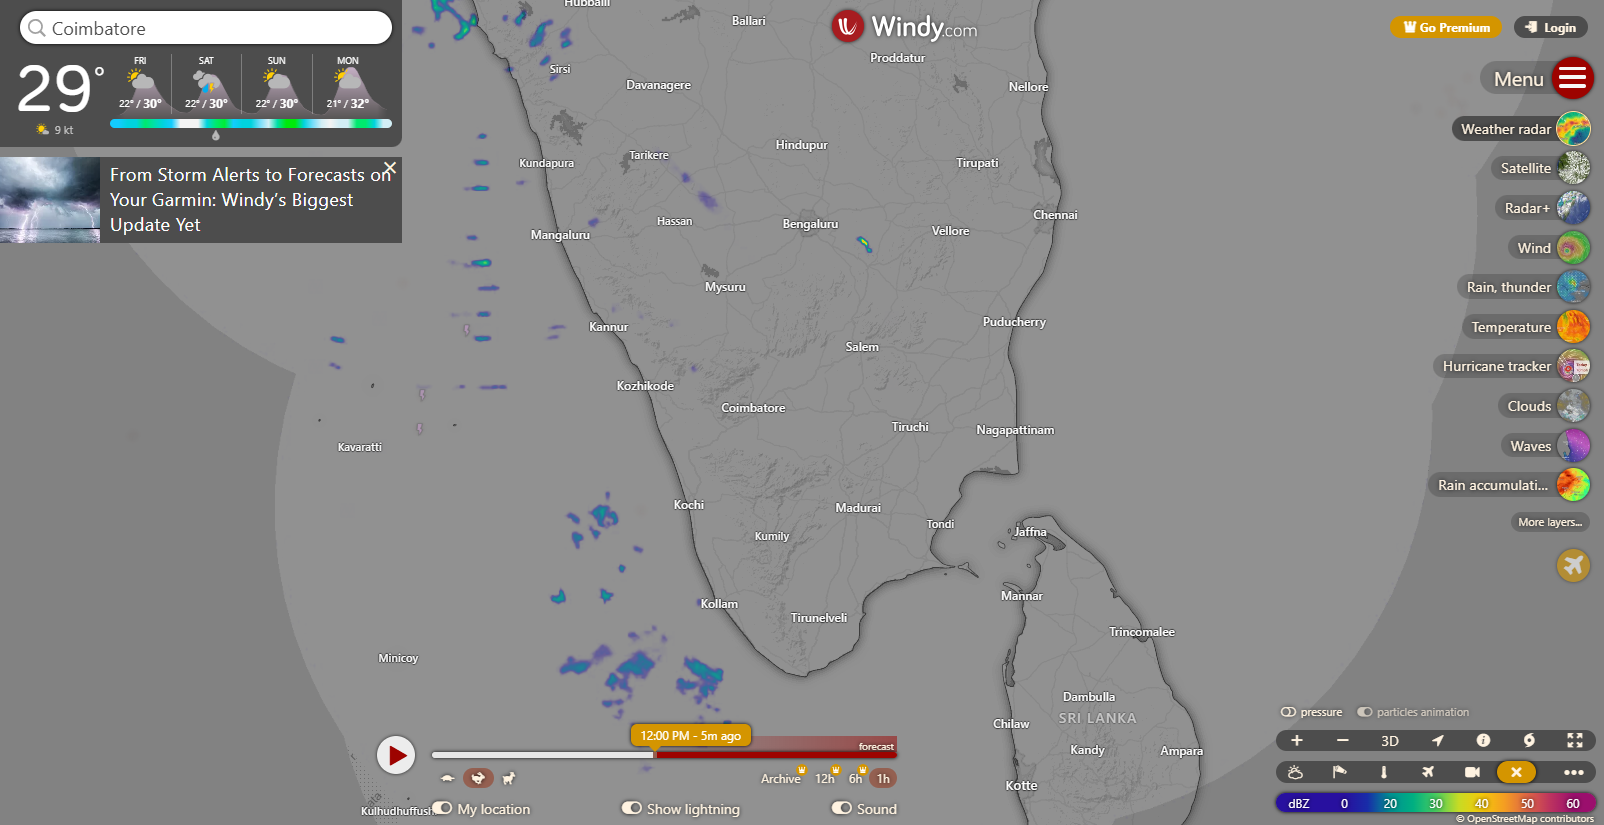 Coimbatore
29°
9 kt
FRI
22° / 30°
SAT
22° / 30°
SUN
22° / 30°
MON
21° / 32°
From Storm Alerts to Forecasts on
Your Garmin: Windy’s Biggest
Update Yet
Windy.com
Go Premium
Login
Menu
Weather radar
Satellite
Radar+
Wind
Rain, thunder
Temperature
Hurricane tracker
Clouds
Waves
Rain accumulati...
More layers...
Hubballi
Ballari
Proddatur
Sirsi
Davanagere
Nellore
Hindupur
Kundapura
Tarikere
Tirupati
Chennai
Hassan
Bengaluru
Vellore
Mangaluru
Mysuru
Puducherry
Kannur
Salem
Kozhikode
Coimbatore
Tiruchi
Nagapattinam
Kavaratti
Kochi
Madurai
Tondi
Jaffna
Kumily
Mannar
Kollam
Tirunelveli
Trincomalee
Minicoy
Dambulla
SRI LANKA
Chilaw
Kandy
Ampara
Kotte
Kulhudhuffush
12:00 PM - 5m ago
forecast
Archive
12h
6h
1h
My location
Show lightning
Sound
pressure
particles animation
+
−
3D
dBZ
0
20
30
40
50
60
© OpenStreetMap contributors